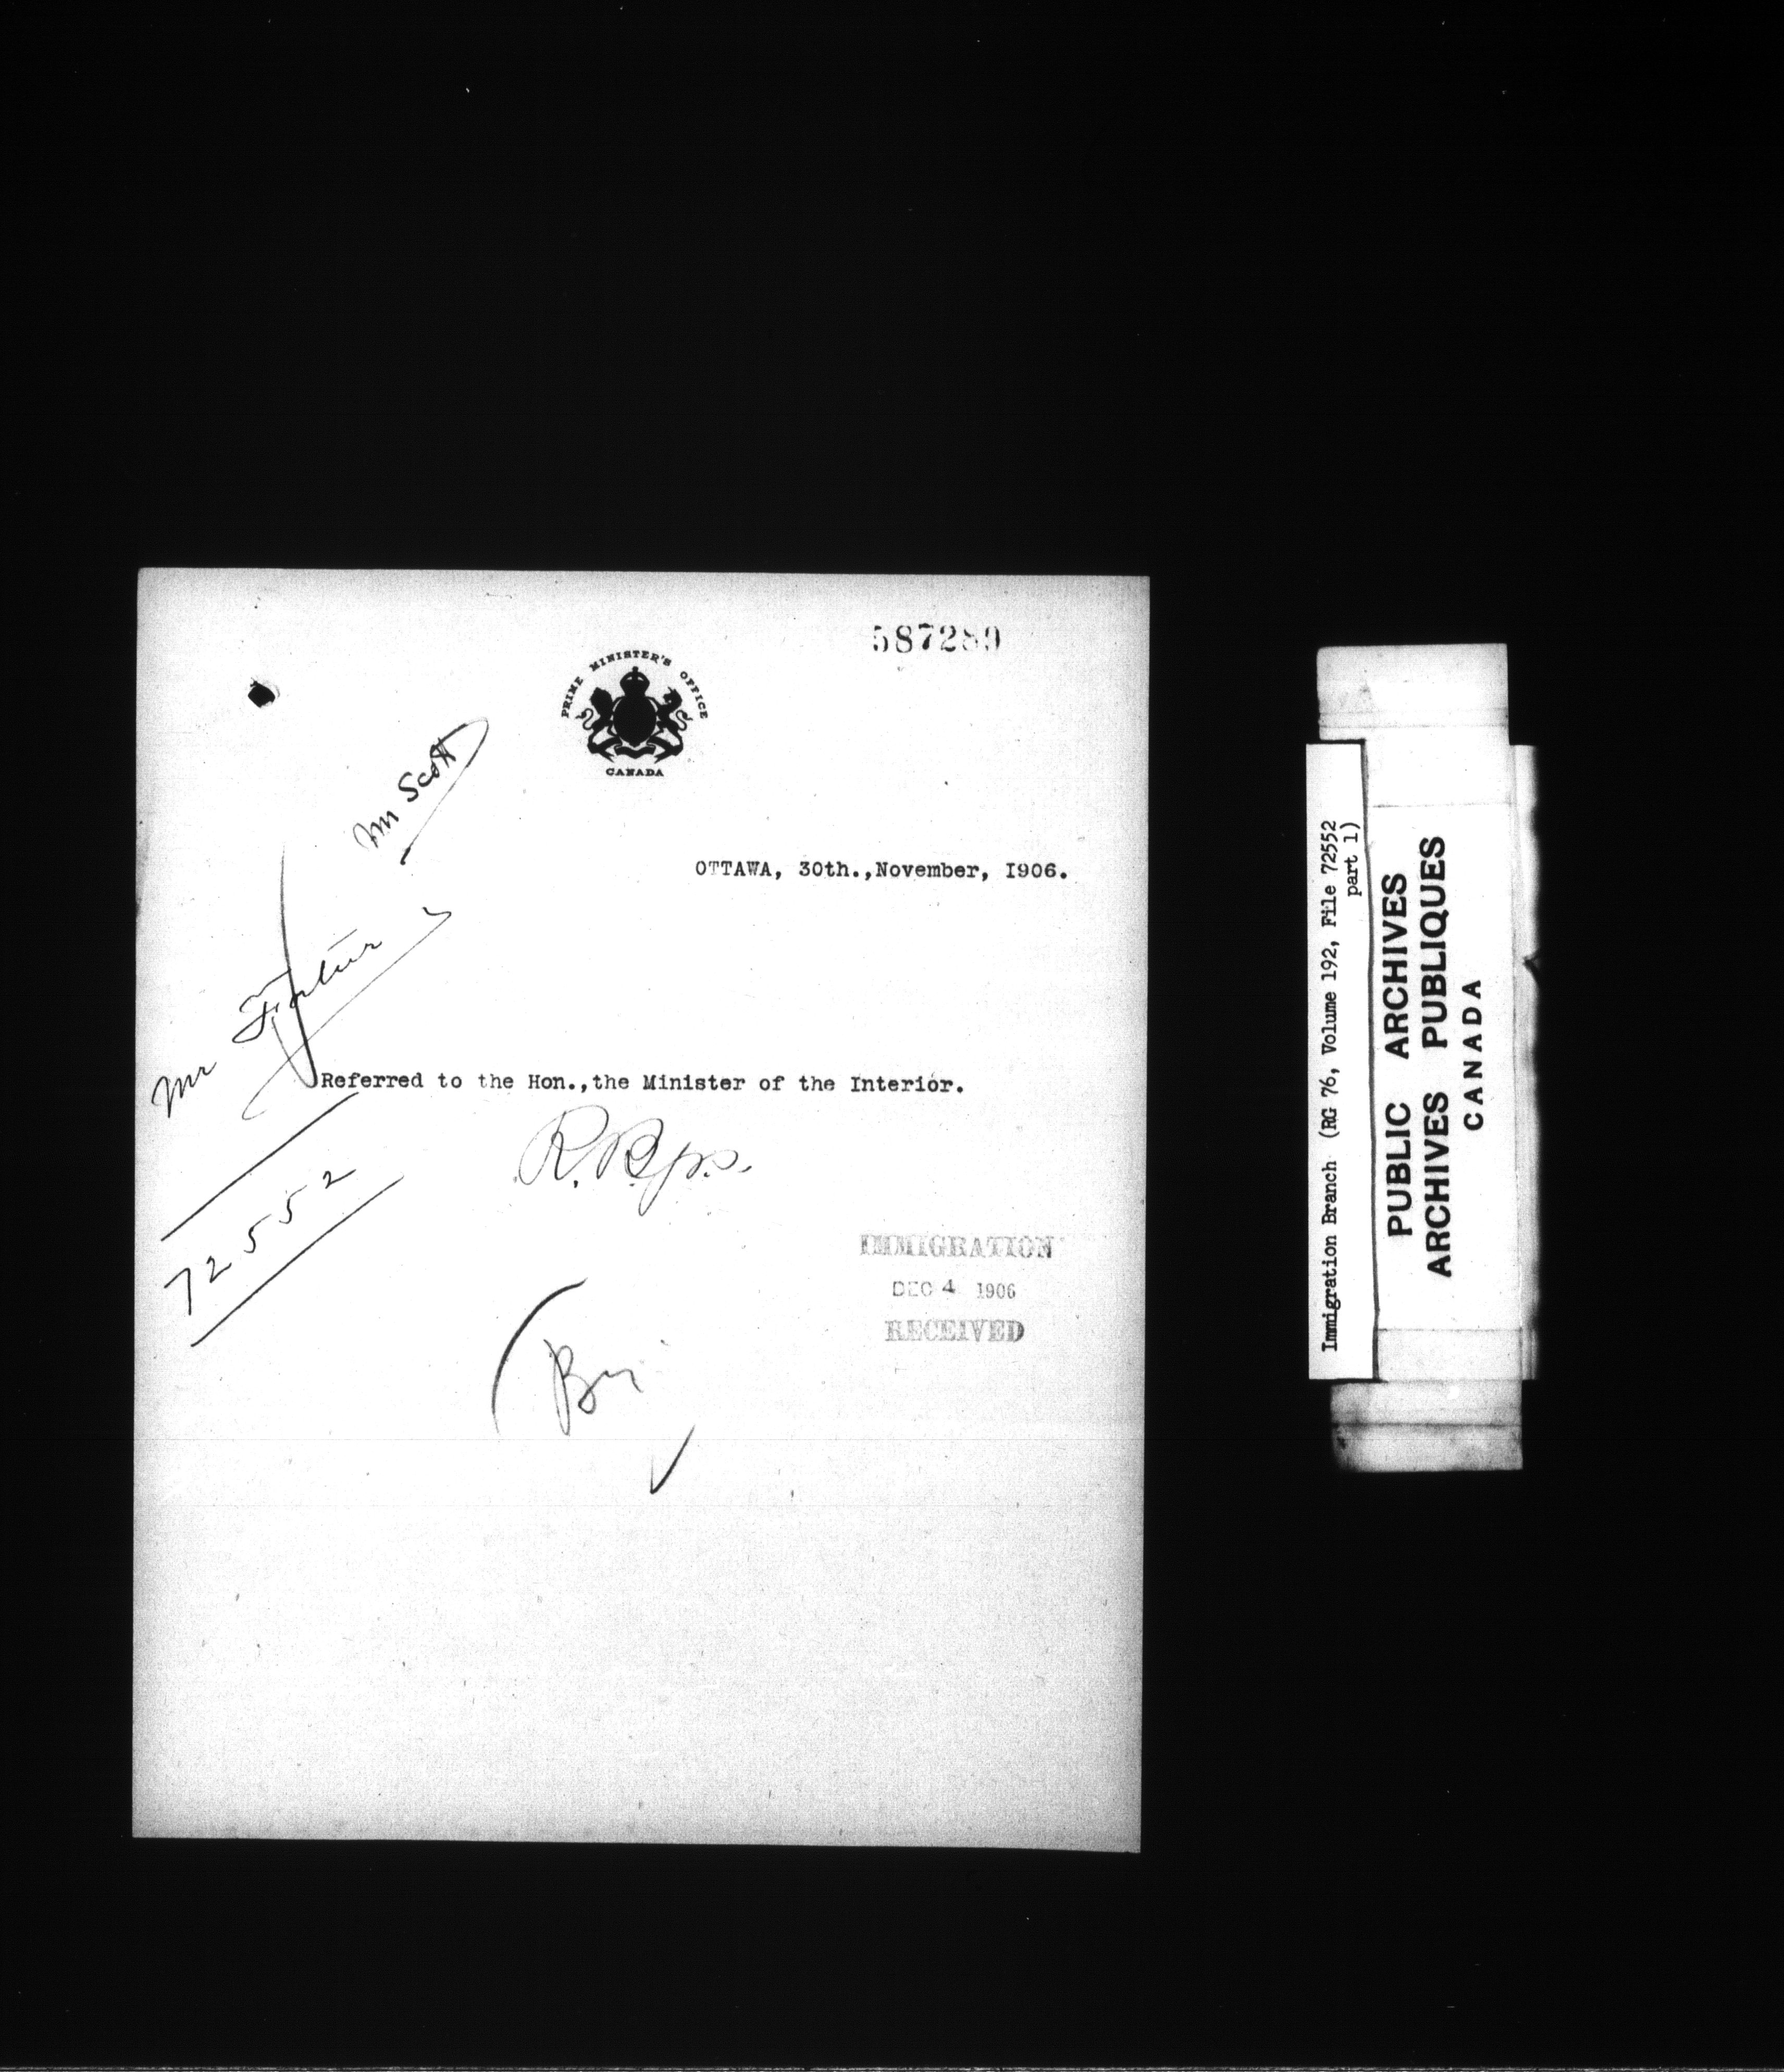 587289
PRIME MINISTER'S OFFICE
CANADA
Mr Scott
OTTAWA, 30th.,November, 1906.
Mr
Referred to the Hon.,the Minister of the Interior.
72552
IMMIGRATION
DEC 4 1906
RECEIVED
Immigration Branch (RG 76, Volume 192, File 72552
part 1)
PUBLIC ARCHIVES
ARCHIVES PUBLIQUES
CANADA